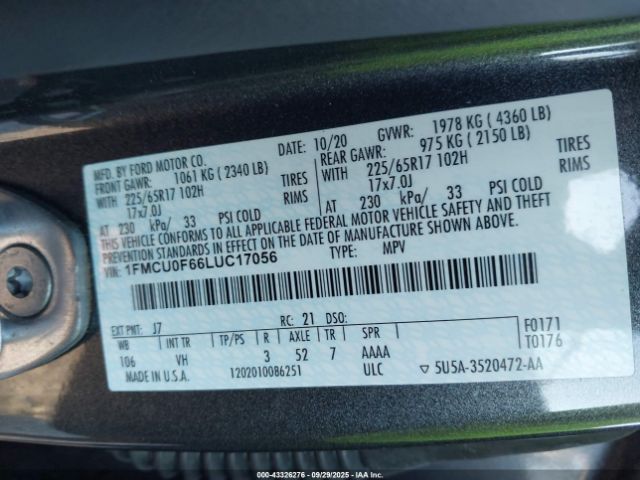 MFD. BY FORD MOTOR CO.
DATE: 10/20 GVWR: 1978 KG ( 4360 LB)
FRONT GAWR: 1061 KG ( 2340 LB) REAR GAWR: 975 KG ( 2150 LB)
WITH 225/65R17 102H TIRES WITH 225/65R17 102H TIRES
17x7.0J RIMS 17x7.0J RIMS
AT 230 kPa/ 33 PSI COLD AT 230 kPa/ 33 PSI COLD
THIS VEHICLE CONFORMS TO ALL APPLICABLE FEDERAL MOTOR VEHICLE SAFETY AND THEFT
PREVENTION STANDARDS IN EFFECT ON THE DATE OF MANUFACTURE SHOWN ABOVE.
VIN: 1FMCU0F66LUC17056 TYPE: MPV
EXT PNT: J7 RC: 21 DSO: F0171
WB INT TR TP/PS R AXLE TR SPR T0176
106 VH 3 52 7 AAAA
MADE IN U.S.A. 1202010086251 ULC 5U5A-3520472-AA
000-43326276 - 09/29/2025 - IAAI.COM